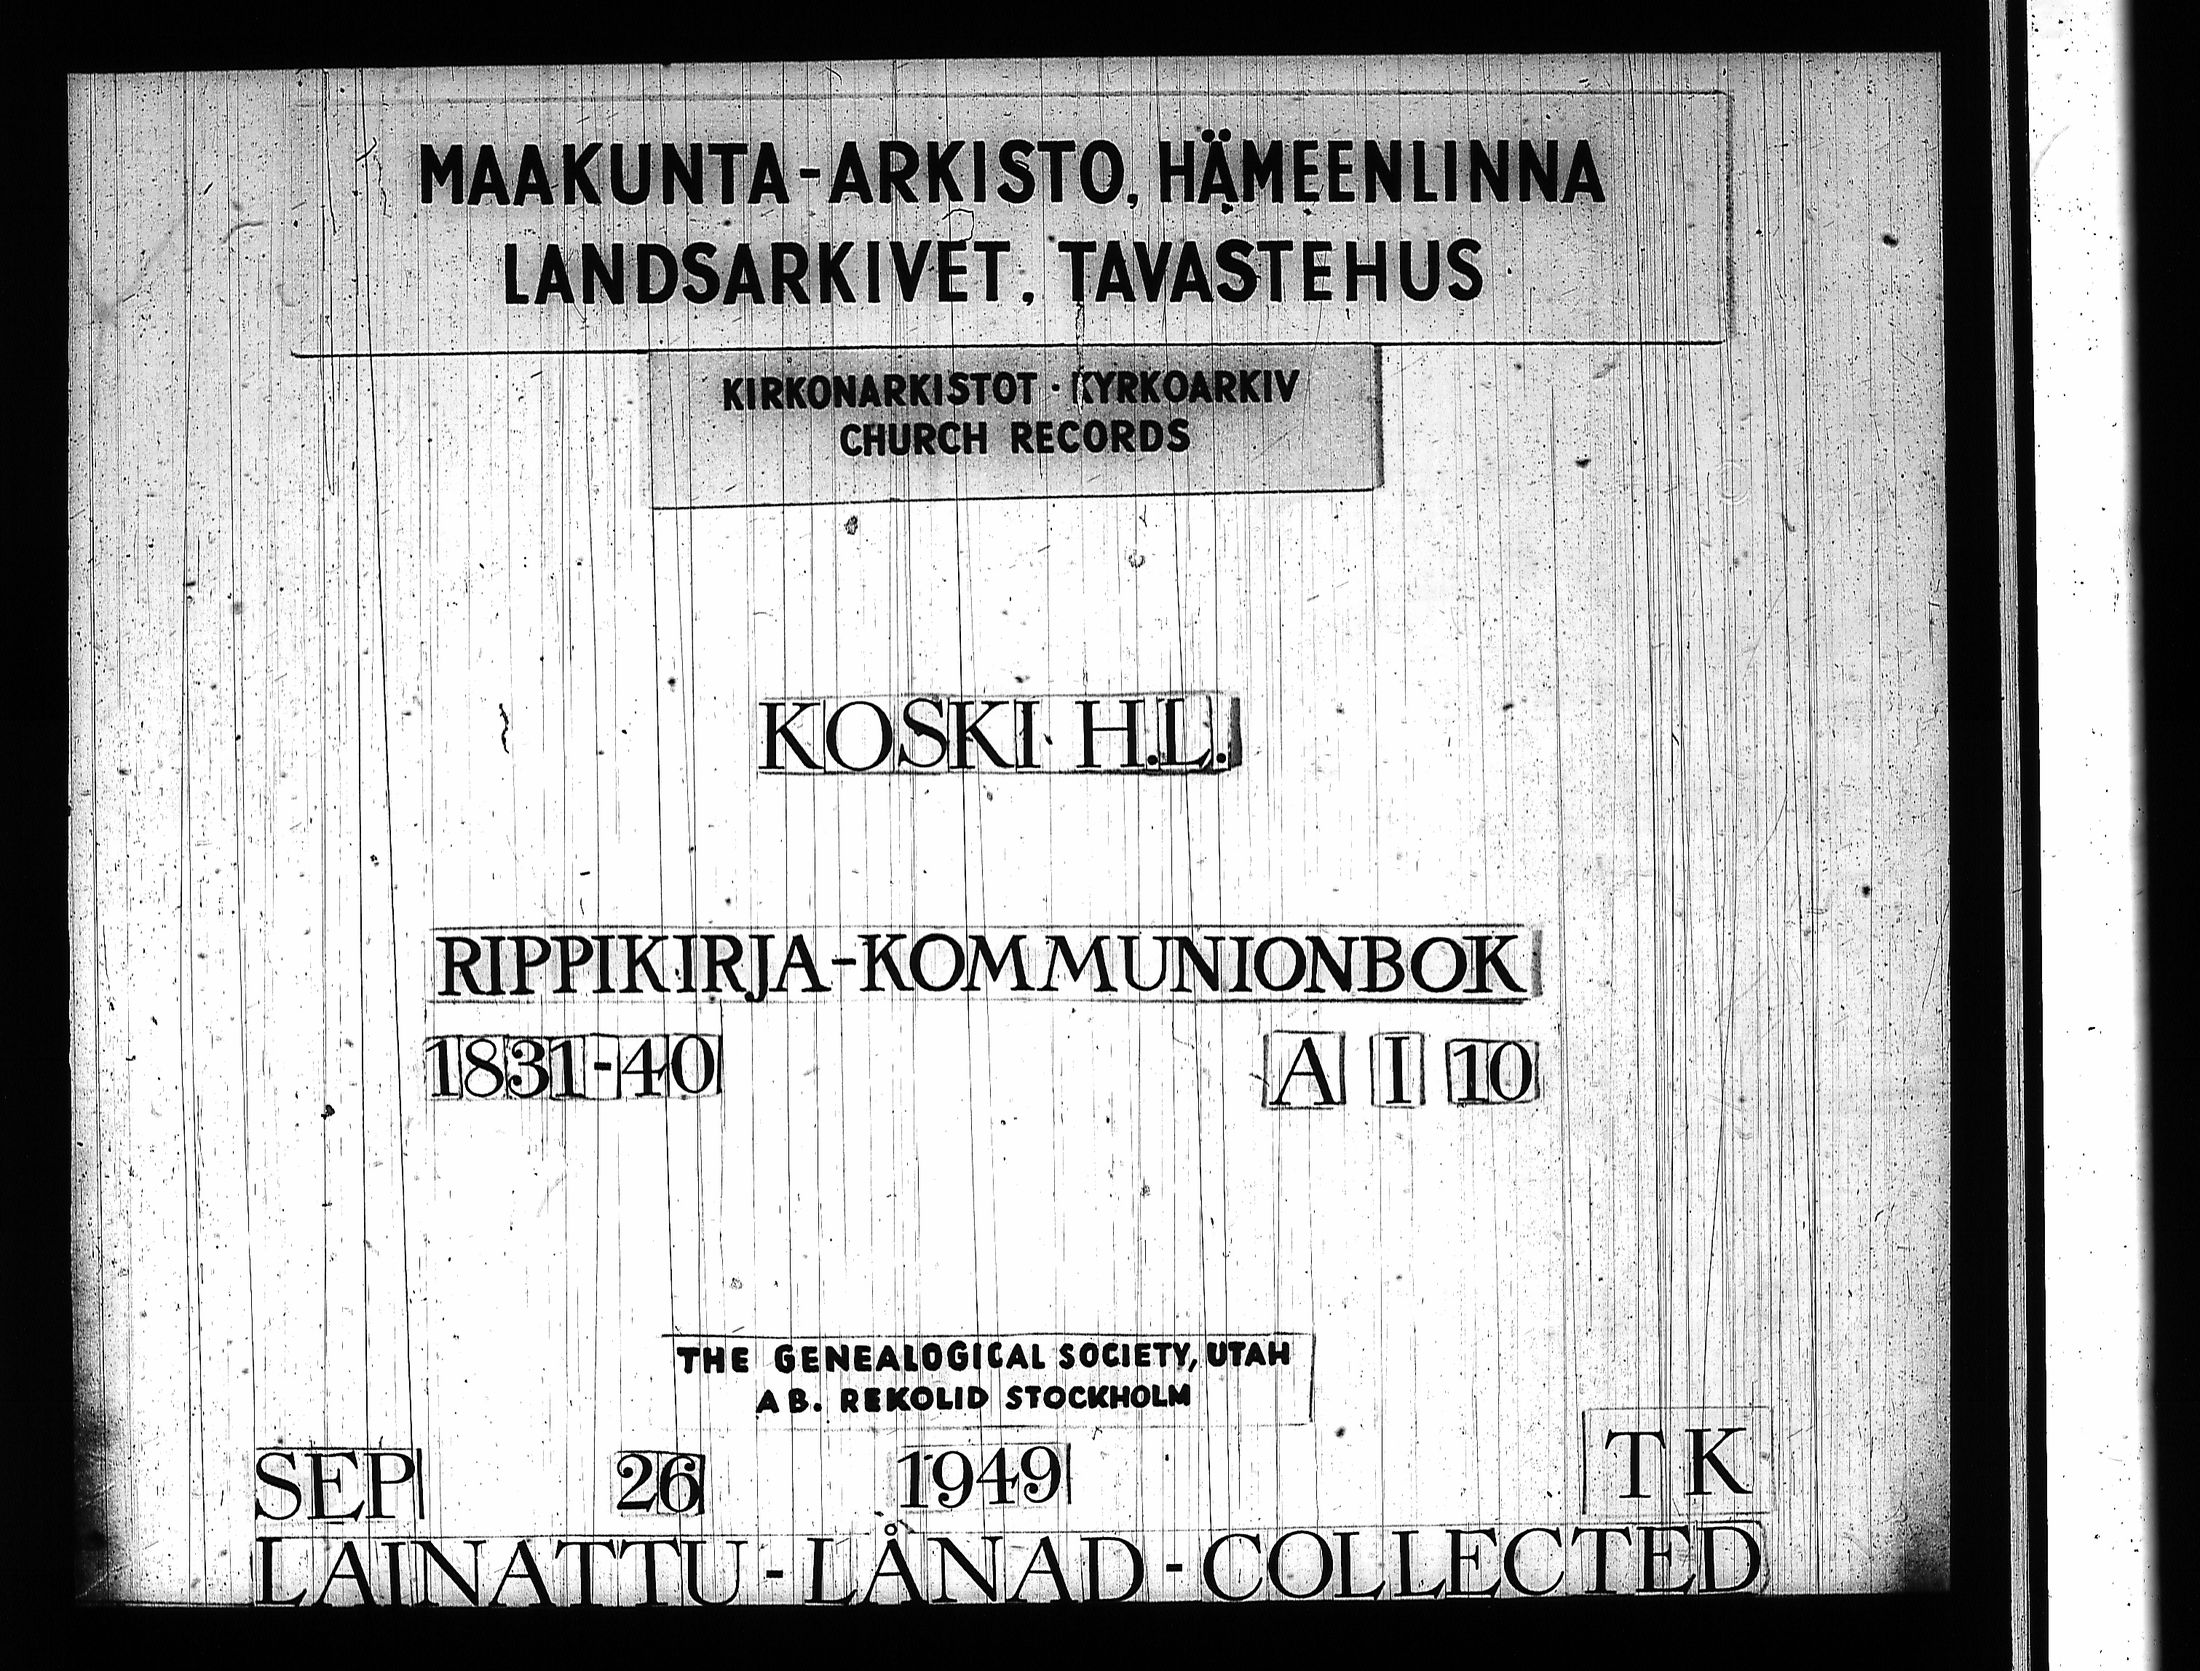 MAAKUNTA-ARKISTO, HÄMEENLINNA
LANDSARKIVET, TAVASTEHUS
KIRKONARKISTOT · KYRKOARKIV
CHURCH RECORDS
KOSKI H.L.
RIPPIKIRJA-KOMMUNIONBOK
1831-40 A I 10
THE GENEALOGICAL SOCIETY, UTAH
AB. REKOLID STOCKHOLM
SEP 26 1949 TK
LAINATTU-LÅNAD-COLLECTED